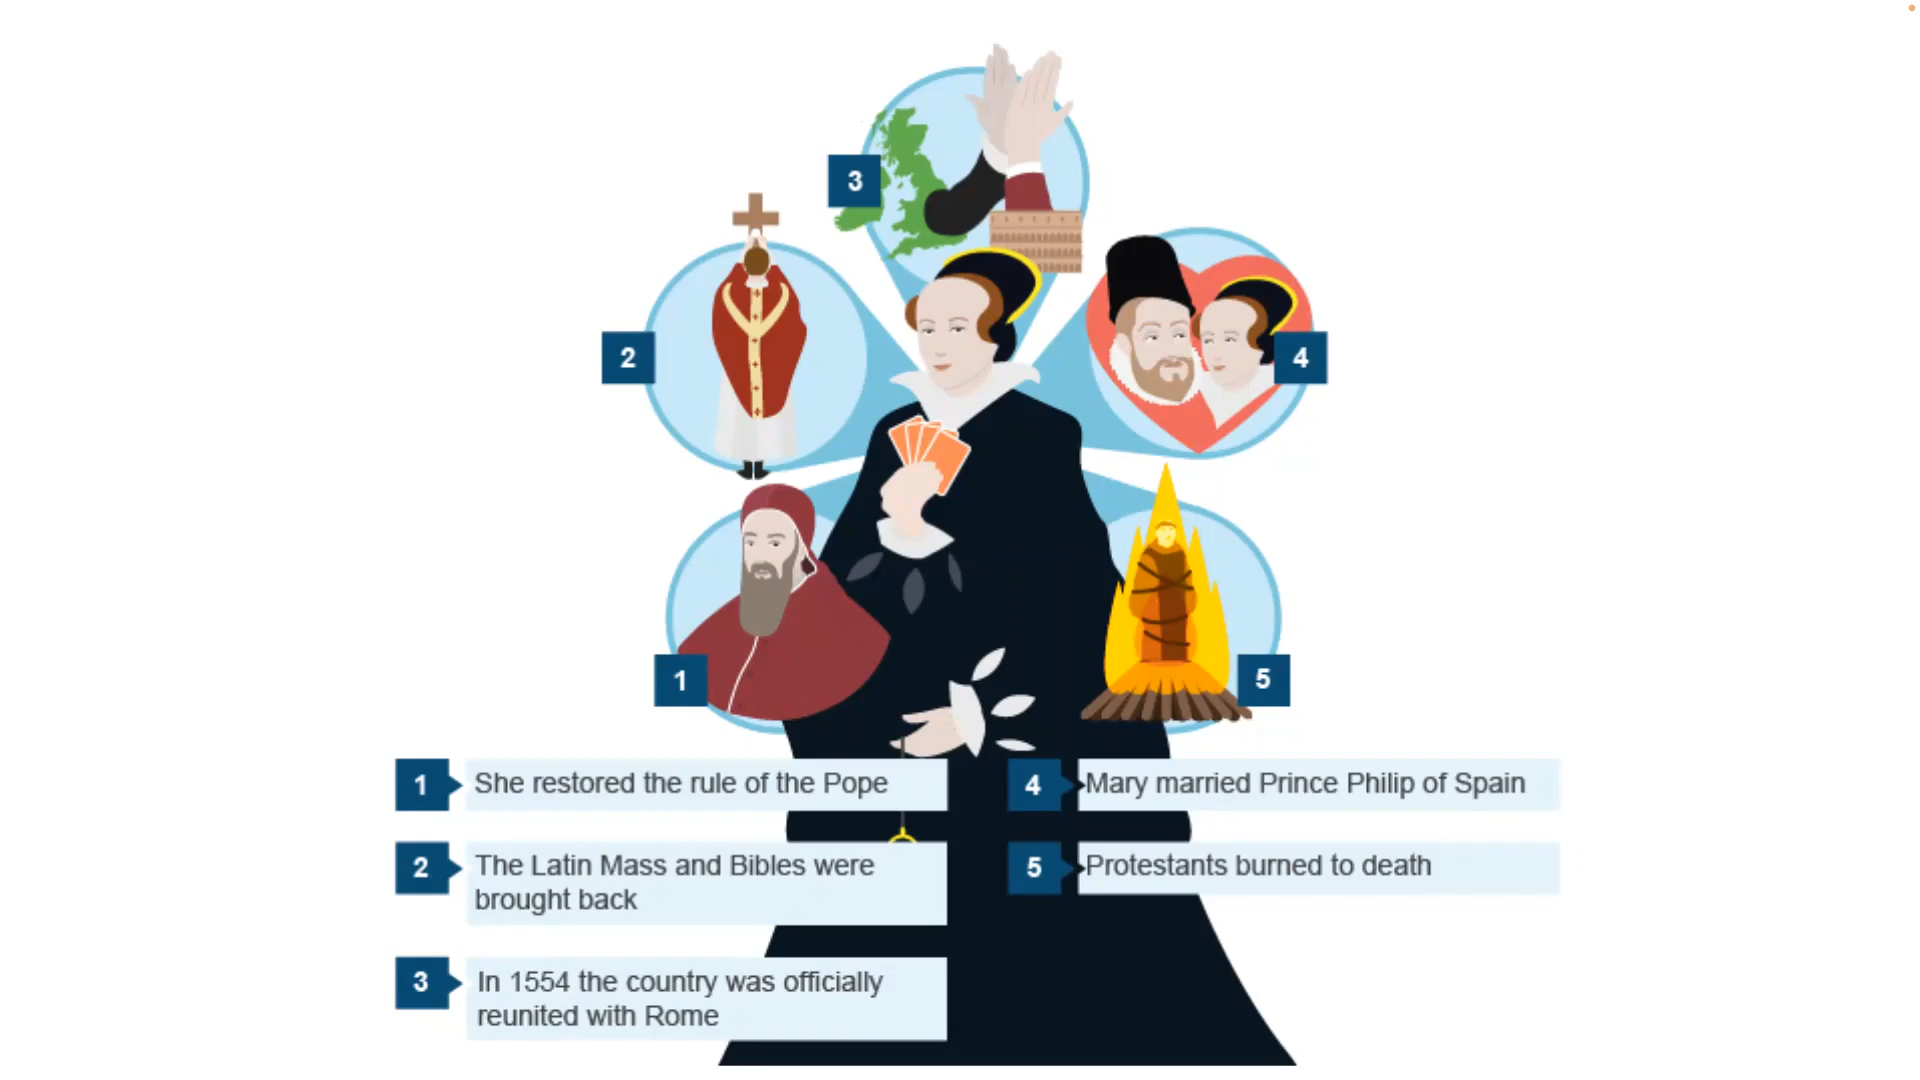 3
2
4
1
5
1 She restored the rule of the Pope
2 The Latin Mass and Bibles were
brought back
3 In 1554 the country was officially
reunited with Rome
4 Mary married Prince Philip of Spain
5 Protestants burned to death